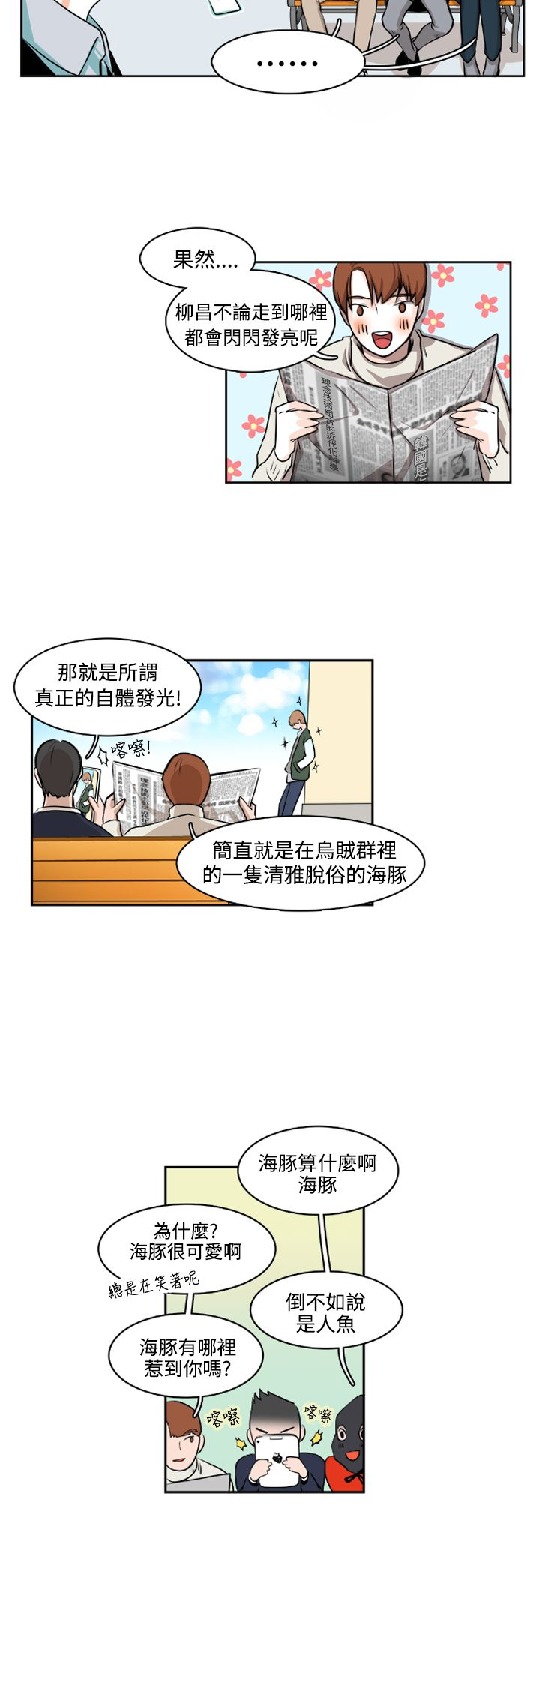 ......
果然....
柳昌不論走到哪裡
都會閃閃發亮呢
那就是所謂
真正的自體發光!
喀嚓!
簡直就是在烏賊群裡
的一隻清雅脫俗的海豚
海豚算什麼啊
海豚
為什麼?
海豚很可愛啊
總是在笑著呢
倒不如說
是人魚
海豚有哪裡
惹到你嗎?
喀嚓
喀嚓